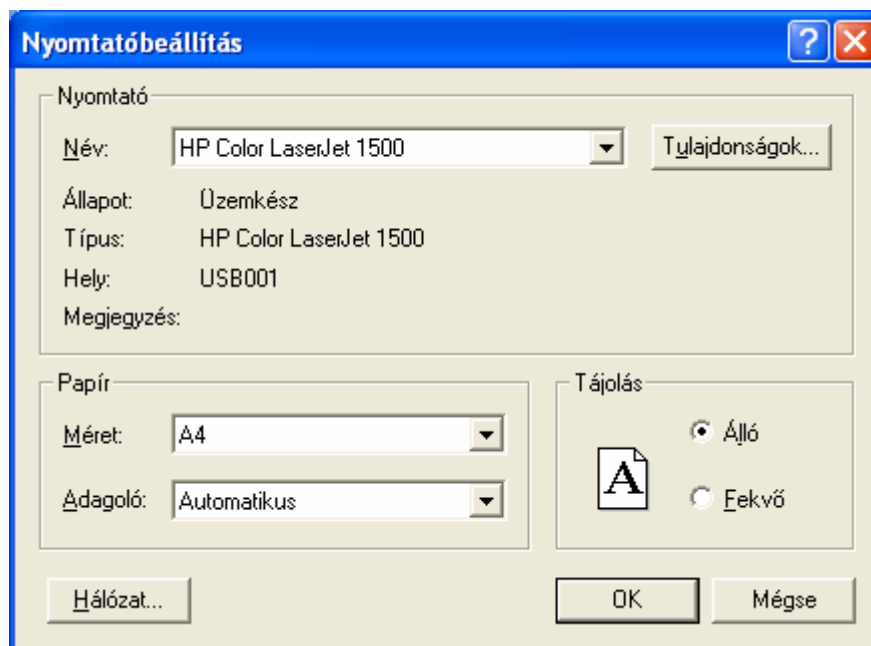 Nyomtatóbeállítás
Nyomtató
Név: HP Color LaserJet 1500 Tulajdonságok...
Állapot: Üzemkész
Típus: HP Color LaserJet 1500
Hely: USB001
Megjegyzés:
Papír
Méret: A4
Adagoló: Automatikus
Tájolás
A
Álló
Fekvő
Hálózat... OK Mégse